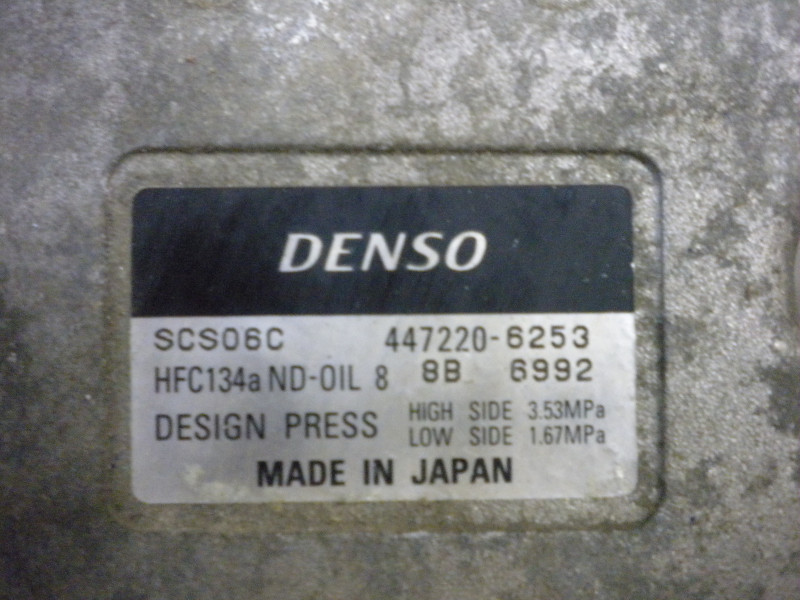 DENSO
SCS06C 447220-6253
HFC134a ND-OIL 8 8B 6992
DESIGN PRESS HIGH SIDE 3.53MPa
LOW SIDE 1.67MPa
MADE IN JAPAN